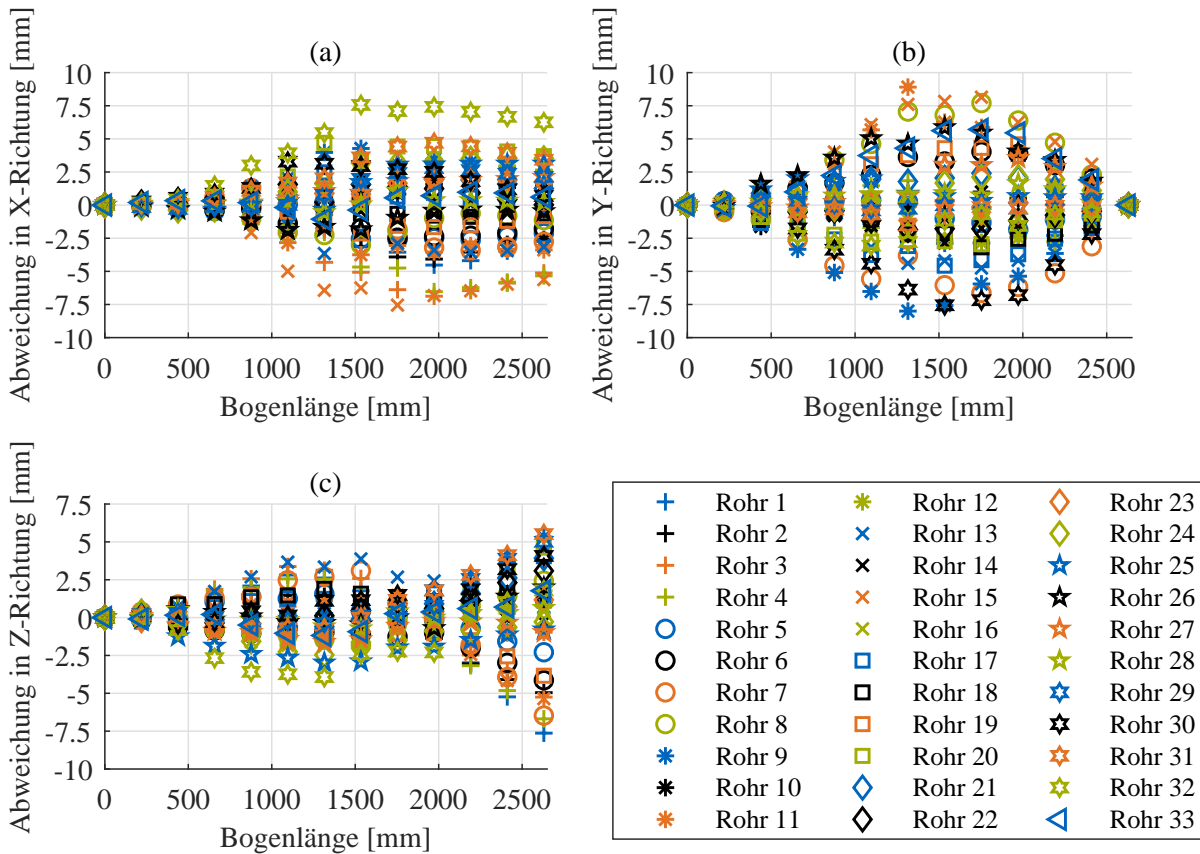 (a)
Abweichung in X-Richtung [mm]
10
7.5
5
2.5
0
-2.5
-5
-7.5
-10
0 500 1000 1500 2000 2500
Bogenlänge [mm]
(b)
Abweichung in Y-Richtung [mm]
10
7.5
5
2.5
0
-2.5
-5
-7.5
-10
0 500 1000 1500 2000 2500
Bogenlänge [mm]
(c)
Abweichung in Z-Richtung [mm]
7.5
5
2.5
0
-2.5
-5
-7.5
-10
0 500 1000 1500 2000 2500
Bogenlänge [mm]
Rohr 1 Rohr 12 Rohr 23
Rohr 2 Rohr 13 Rohr 24
Rohr 3 Rohr 14 Rohr 25
Rohr 4 Rohr 15 Rohr 26
Rohr 5 Rohr 16 Rohr 27
Rohr 6 Rohr 17 Rohr 28
Rohr 7 Rohr 18 Rohr 29
Rohr 8 Rohr 19 Rohr 30
Rohr 9 Rohr 20 Rohr 31
Rohr 10 Rohr 21 Rohr 32
Rohr 11 Rohr 22 Rohr 33